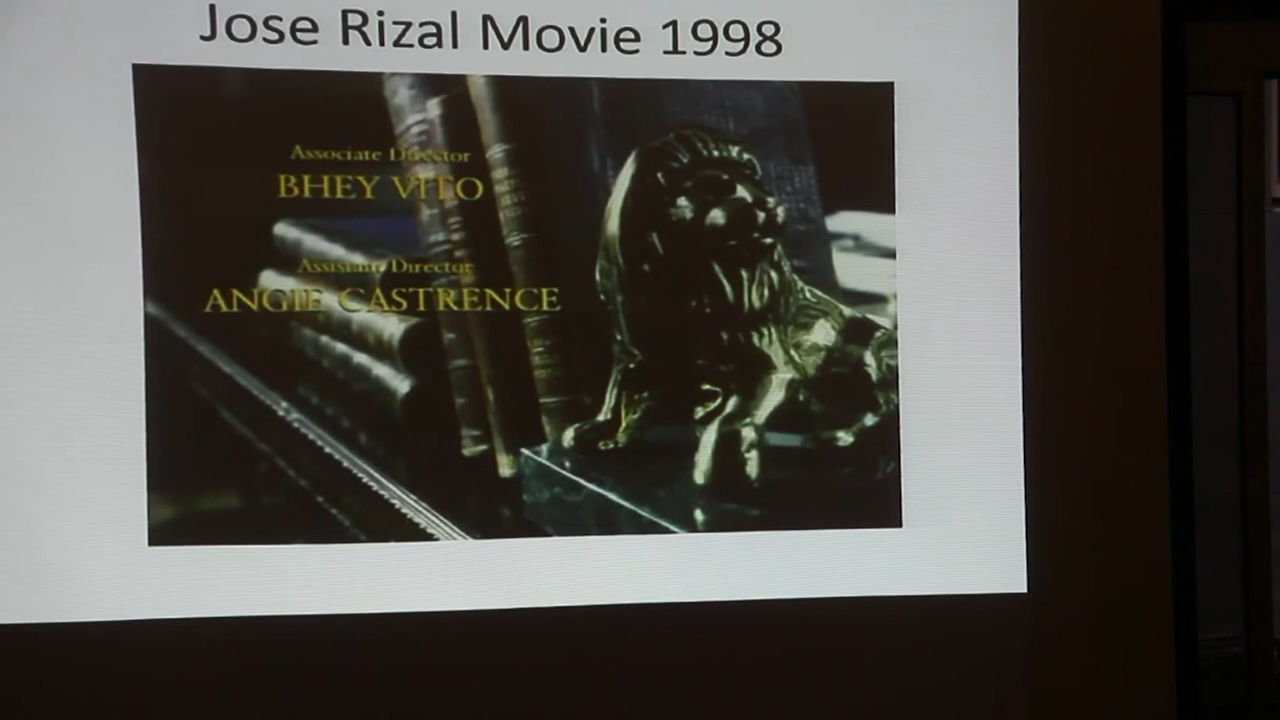 Jose Rizal Movie 1998
Associate Director
BHEY VITO
Assistant Director
ANGIE CASTRENCE